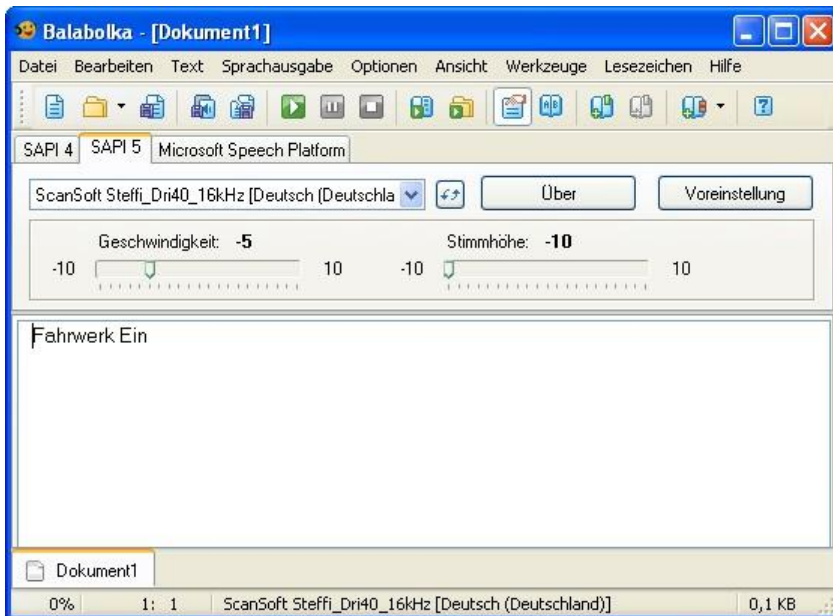 Balabolka - [Dokument1]
Datei Bearbeiten Text Sprachausgabe Optionen Ansicht Werkzeuge Lesezeichen Hilfe
SAPI 4 SAPI 5 Microsoft Speech Platform
ScanSoft Steffi_Dri40_16kHz [Deutsch (Deutschla Über Voreinstellung
Geschwindigkeit: -5 Stimmhöhe: -10
-10 10 -10 10
Fahrwerk Ein
Dokument1
0% 1: 1 ScanSoft Steffi_Dri40_16kHz [Deutsch (Deutschland)] 0,1 KB